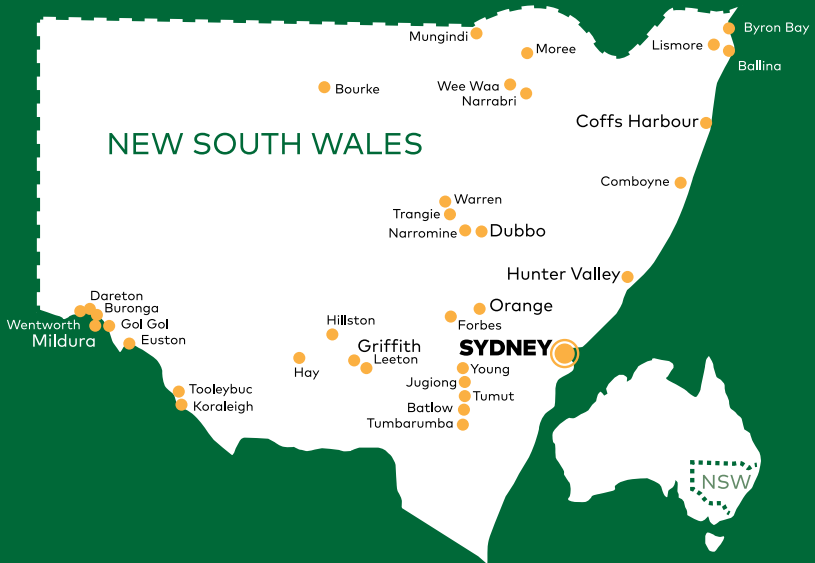 Byron Bay
Mungindi
Lismore
Moree
Ballina
Wee Waa
Bourke
Narrabri
Coffs Harbour
NEW SOUTH WALES
Comboyne
Warren
Trangie
Narromine
Dubbo
Hunter Valley
Dareton
Orange
Buronga
Hillston
Forbes
Wentworth
Gol Gol
Mildura
Euston
Griffith
SYDNEY
Leeton
Hay
Young
Jugiong
Tooleybuc
Tumut
Koraleigh
Batlow
Tumbarumba
NSW